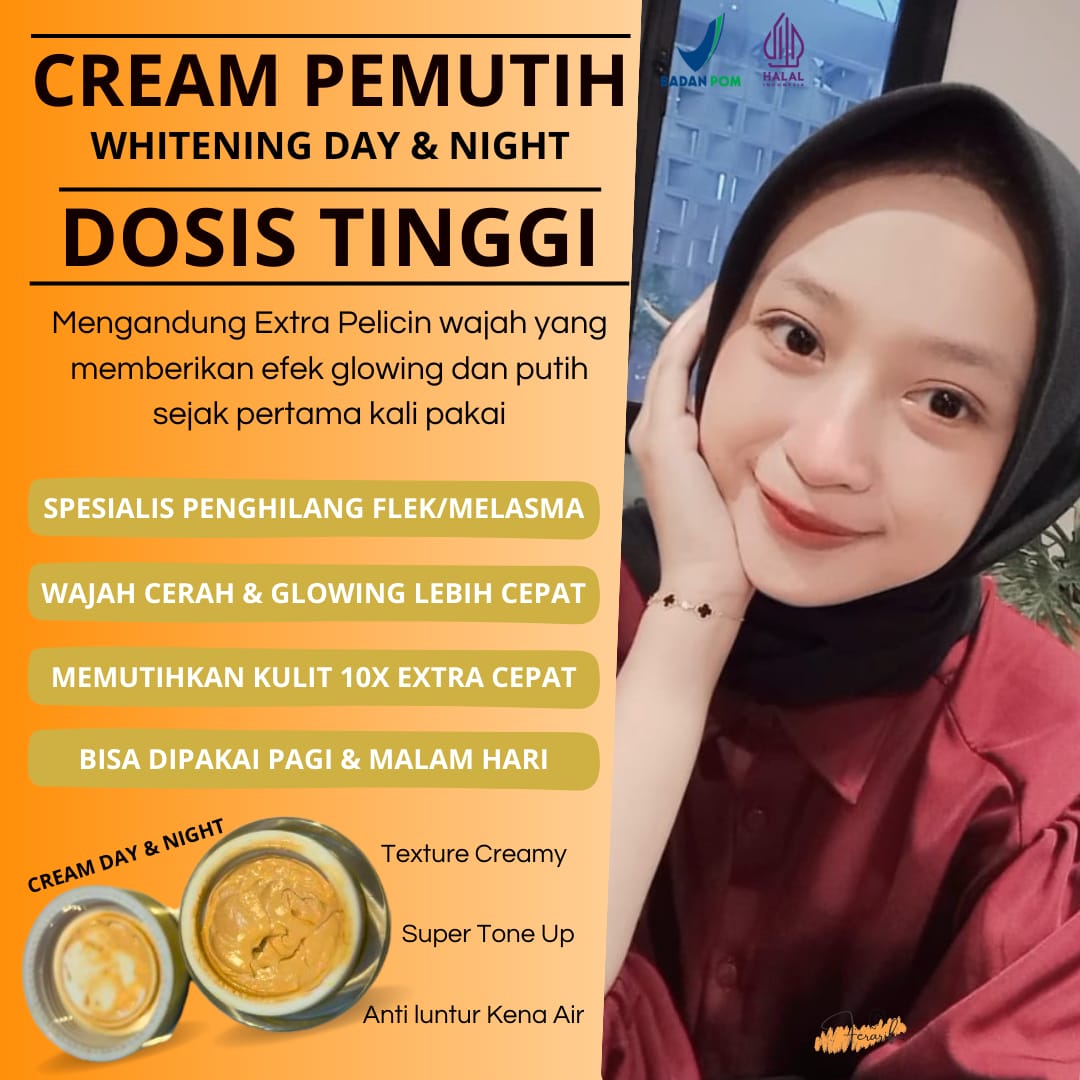 CREAM PEMUTIH
WHITENING DAY & NIGHT
DOSIS TINGGI
Mengandung Extra Pelicin wajah yang
memberikan efek glowing dan putih
sejak pertama kali pakai
SPESIALIS PENGHILANG FLEK/MELASMA
WAJAH CERAH & GLOWING LEBIH CEPAT
MEMUTIHKAN KULIT 10X EXTRA CEPAT
BISA DIPAKAI PAGI & MALAM HARI
CREAM DAY & NIGHT
Texture Creamy
Super Tone Up
Anti luntur Kena Air
BADAN POM
HALAL
INDONESIA